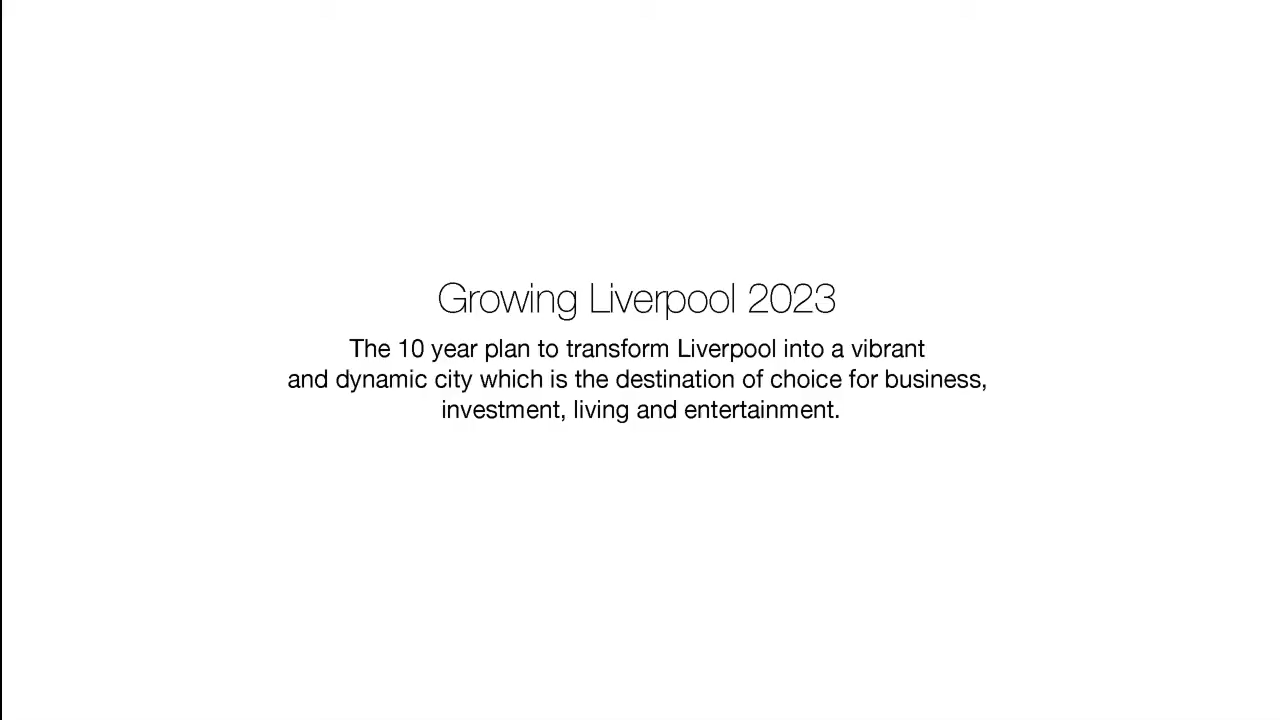 Growing Liverpool 2023
The 10 year plan to transform Liverpool into a vibrant
and dynamic city which is the destination of choice for business,
investment, living and entertainment.